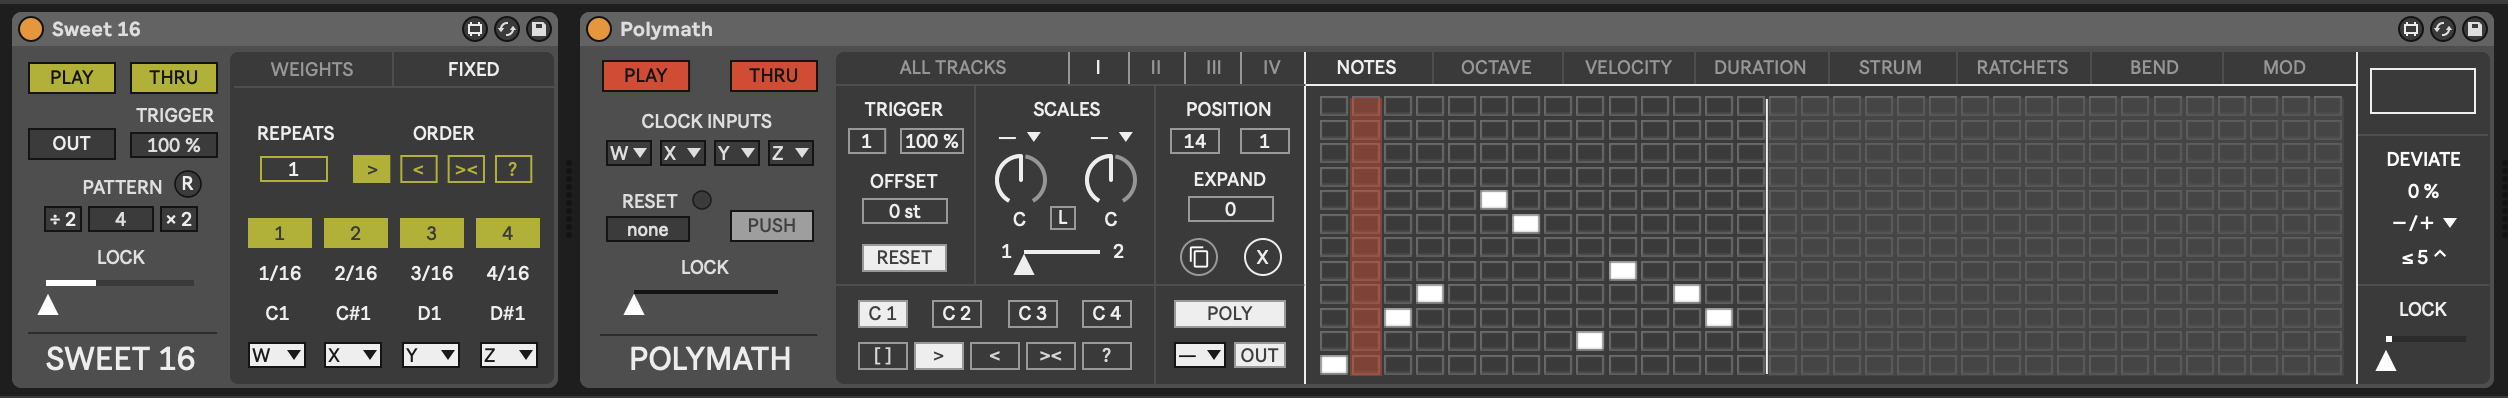 Sweet 16
PLAY THRU
TRIGGER
OUT 100 %
PATTERN R
÷ 2 4 × 2
LOCK
SWEET 16
WEIGHTS FIXED
REPEATS ORDER
1 > < >< ?
1 2 3 4
1/16 2/16 3/16 4/16
C1 C#1 D1 D#1
W X Y Z
Polymath
PLAY THRU
CLOCK INPUTS
W X Y Z
RESET
none PUSH
LOCK
POLYMATH
ALL TRACKS I II III IV
TRIGGER
1 100 %
OFFSET
0 st
RESET
SCALES
— —
C L C
1 2
POSITION
14 1
EXPAND
0
X
C 1 C 2 C 3 C 4
[ ] > < >< ?
POLY
— OUT
NOTES OCTAVE VELOCITY DURATION STRUM RATCHETS BEND MOD
DEVIATE
0 %
−/+
≤ 5 ^
LOCK